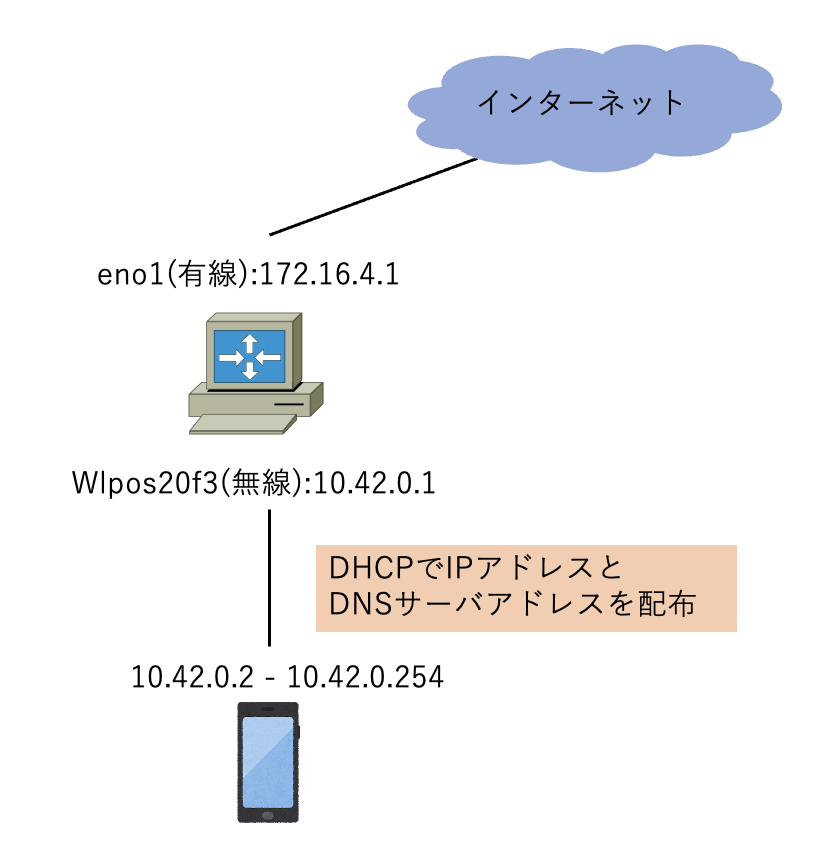 インターネット
eno1(有線):172.16.4.1
Wlpos20f3(無線):10.42.0.1
DHCPでIPアドレスと
DNSサーバアドレスを配布
10.42.0.2 - 10.42.0.254